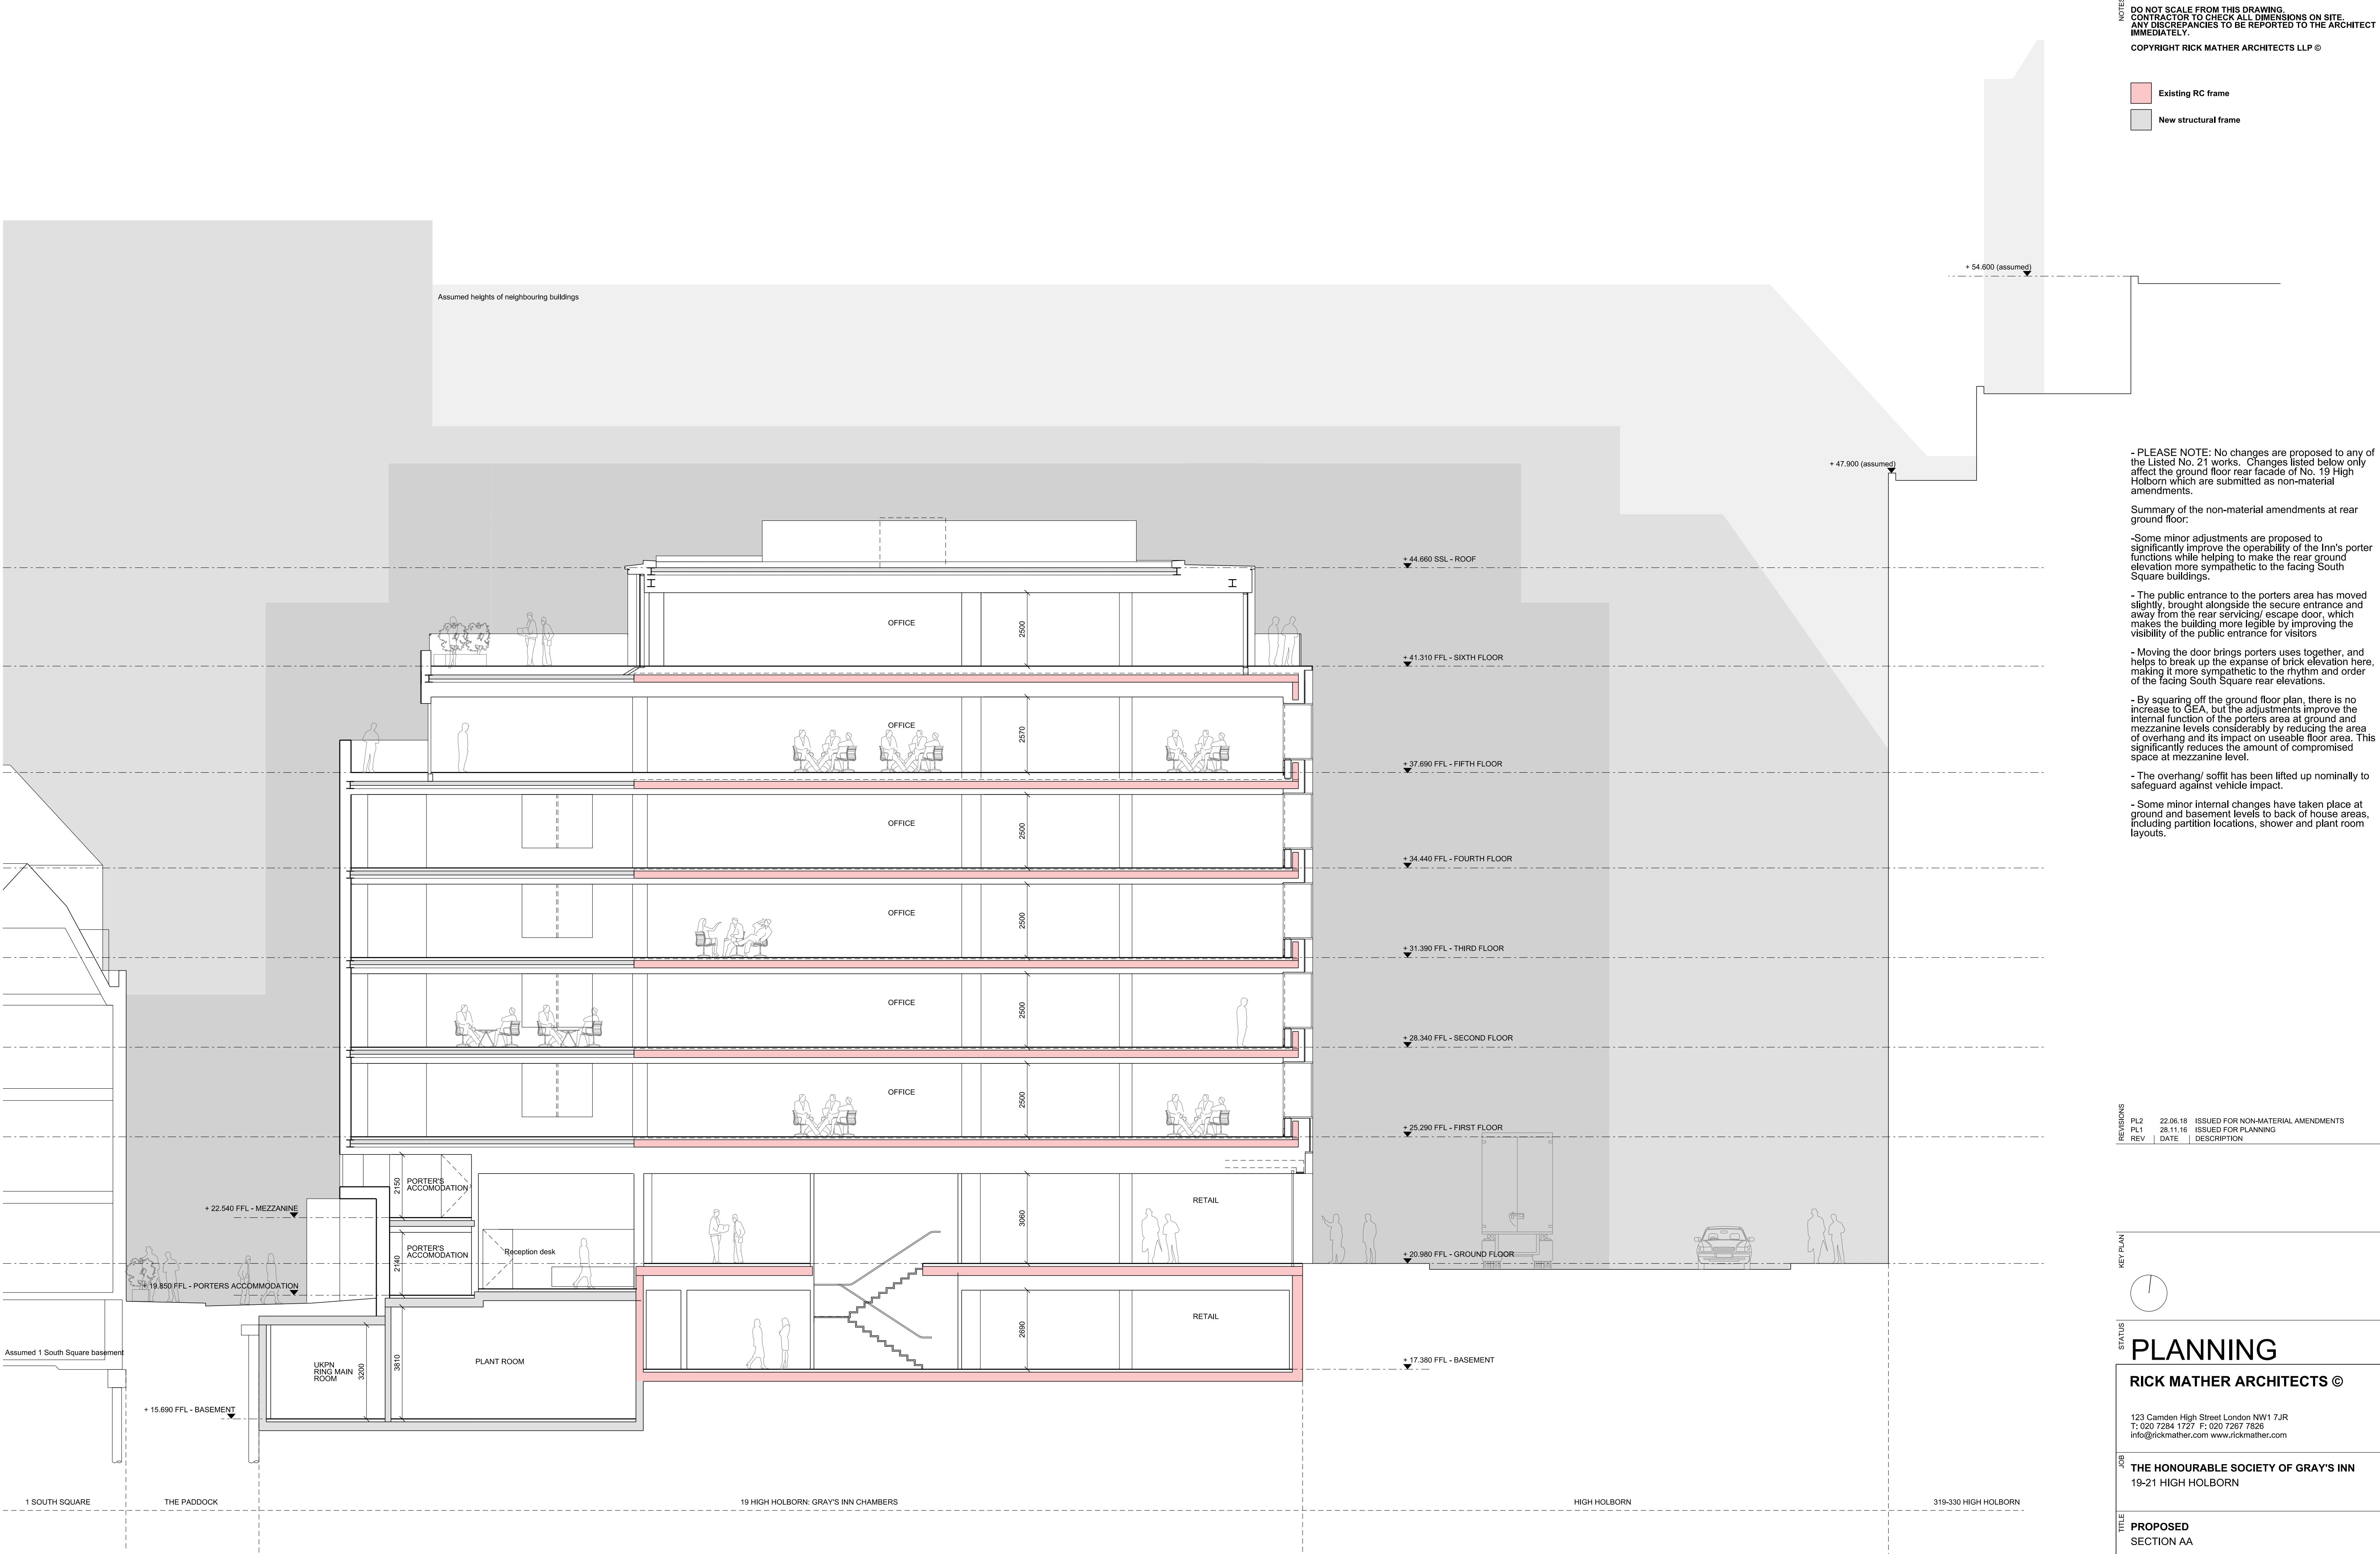 NOTES
DO NOT SCALE FROM THIS DRAWING.
CONTRACTOR TO CHECK ALL DIMENSIONS ON SITE.
ANY DISCREPANCIES TO BE REPORTED TO THE ARCHITECT
IMMEDIATELY.
COPYRIGHT RICK MATHER ARCHITECTS LLP ©
Existing RC frame
New structural frame
+ 54.600 (assumed)
Assumed heights of neighbouring buildings
+ 47.900 (assumed)
+ 44.660 SSL - ROOF
OFFICE
2500
+ 41.310 FFL - SIXTH FLOOR
OFFICE
2570
+ 37.690 FFL - FIFTH FLOOR
OFFICE
2500
+ 34.440 FFL - FOURTH FLOOR
OFFICE
2500
+ 31.390 FFL - THIRD FLOOR
OFFICE
2500
+ 28.340 FFL - SECOND FLOOR
OFFICE
2500
+ 25.290 FFL - FIRST FLOOR
2150
PORTER'S
ACCOMODATION
RETAIL
+ 22.540 FFL - MEZZANINE
3060
2140
PORTER'S
ACCOMODATION
Reception desk
+ 20.980 FFL - GROUND FLOOR
+ 19.850 FFL - PORTERS ACCOMMODATION
RETAIL
2690
Assumed 1 South Square basement
UKPN
RING MAIN
ROOM
3200
3810
PLANT ROOM
+ 17.380 FFL - BASEMENT
+ 15.690 FFL - BASEMENT
1 SOUTH SQUARE
THE PADDOCK
19 HIGH HOLBORN: GRAY'S INN CHAMBERS
HIGH HOLBORN
319-330 HIGH HOLBORN
- PLEASE NOTE: No changes are proposed to any of
the Listed No. 21 works.  Changes listed below only
affect the ground floor rear facade of No. 19 High
Holborn which are submitted as non-material
amendments.
Summary of the non-material amendments at rear
ground floor:
-Some minor adjustments are proposed to
significantly improve the operability of the Inn's porter
functions while helping to make the rear ground
elevation more sympathetic to the facing South
Square buildings.
- The public entrance to the porters area has moved
slightly, brought alongside the secure entrance and
away from the rear servicing/ escape door, which
makes the building more legible by improving the
visibility of the public entrance for visitors
- Moving the door brings porters uses together, and
helps to break up the expanse of brick elevation here,
making it more sympathetic to the rhythm and order
of the facing South Square rear elevations.
- By squaring off the ground floor plan, there is no
increase to GEA, but the adjustments improve the
internal function of the porters area at ground and
mezzanine levels considerably by reducing the area
of overhang and its impact on useable floor area. This
significantly reduces the amount of compromised
space at mezzanine level.
- The overhang/ soffit has been lifted up nominally to
safeguard against vehicle impact.
- Some minor internal changes have taken place at
ground and basement levels to back of house areas,
including partition locations, shower and plant room
layouts.
REVISIONS
PL2 22.06.18 ISSUED FOR NON-MATERIAL AMENDMENTS
PL1 28.11.16 ISSUED FOR PLANNING
REV DATE DESCRIPTION
KEY PLAN
STATUS
PLANNING
RICK MATHER ARCHITECTS ©
123 Camden High Street London NW1 7JR
T: 020 7284 1727 F: 020 7267 7826
info@rickmather.com www.rickmather.com
JOB
THE HONOURABLE SOCIETY OF GRAY'S INN
19-21 HIGH HOLBORN
TITLE
PROPOSED
SECTION AA